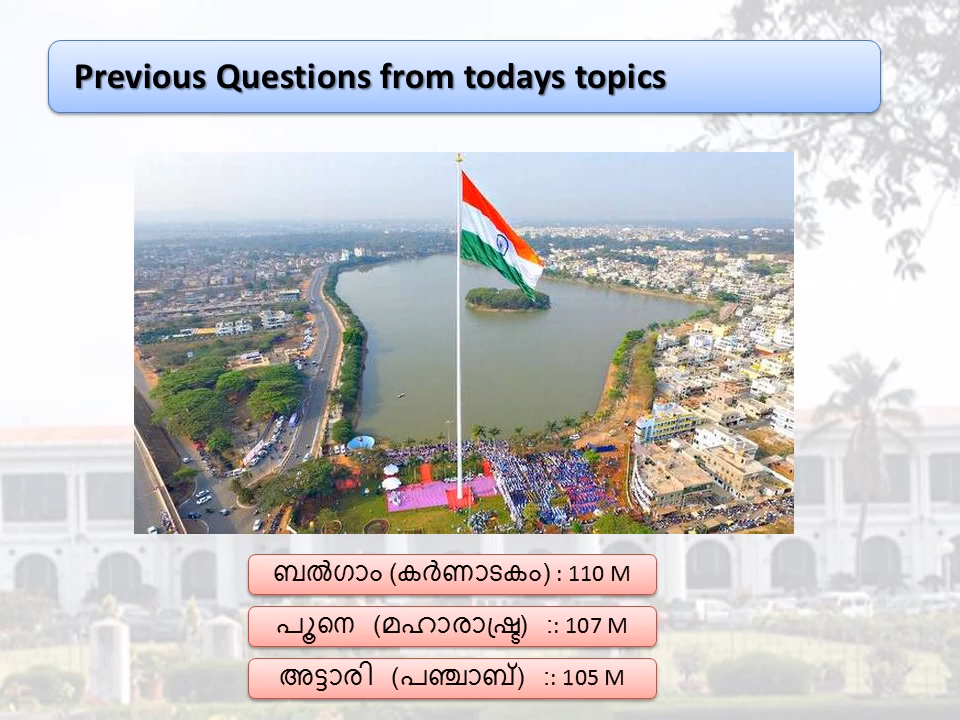 Previous Questions from todays topics
ബൽഗാം (കർണാടകം) : 110 M
പൂനെ (മഹാരാഷ്ട്ര) :: 107 M
അട്ടാരി (പഞ്ചാബ്) :: 105 M